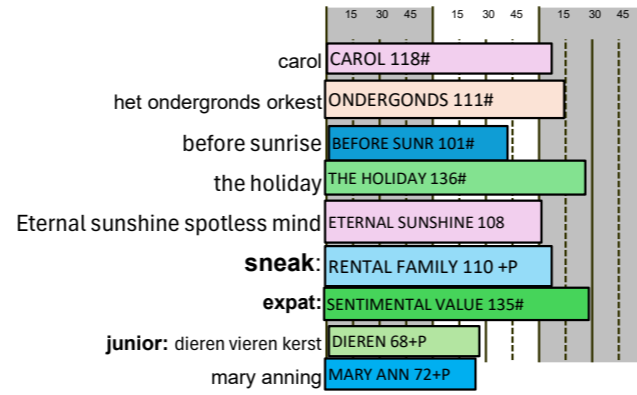 15 30 45 15 30 45 15 30 45
carol CAROL 118#
het ondergronds orkest ONDERGONDS 111#
before sunrise BEFORE SUNR 101#
the holiday THE HOLIDAY 136#
Eternal sunshine spotless mind ETERNAL SUNSHINE 108
sneak: RENTAL FAMILY 110 +P
expat: SENTIMENTAL VALUE 135#
junior: dieren vieren kerst DIEREN 68+P
mary anning MARY ANN 72+P